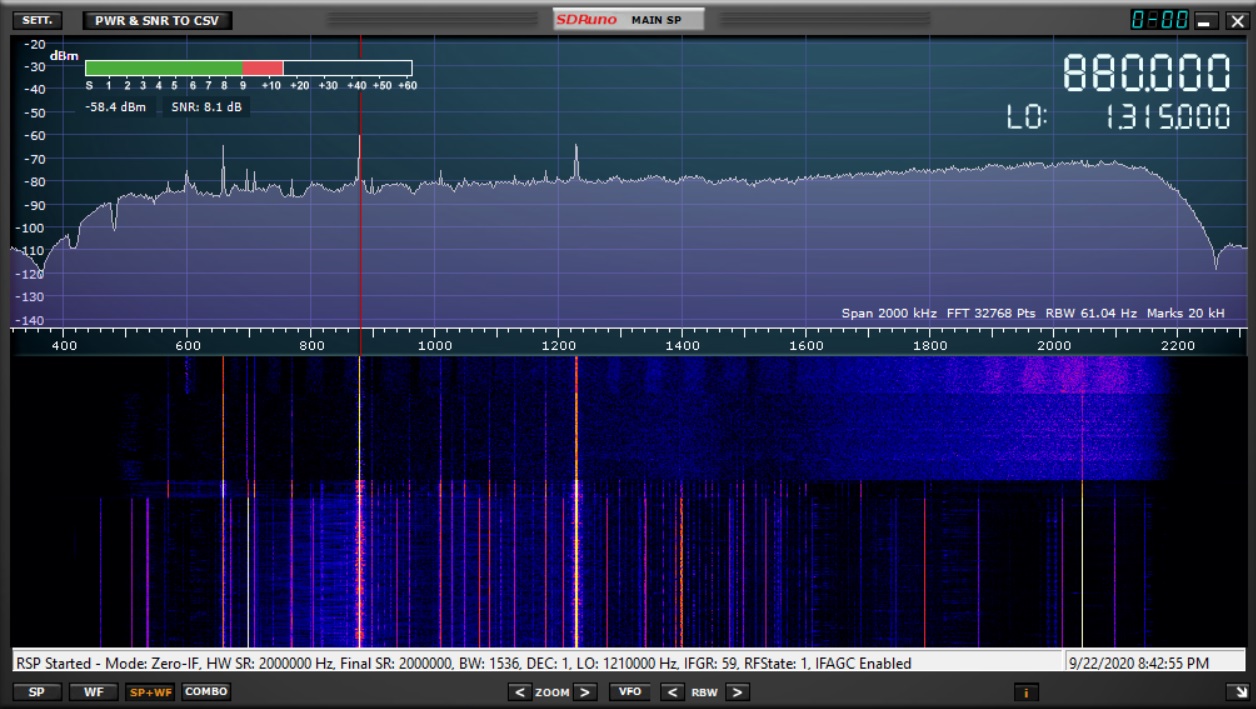 SETT. PWR & SNR TO CSV SDRuno MAIN SP 0-00
-20
dBm
-30
S 1 2 3 4 5 6 7 8 9 +10 +20 +30 +40 +50 +60
-40
-58.4 dBm SNR: 8.1 dB
-50
-60
-70
-80
-90
-100
-110
-120
-130
-140
880.000
LO: 1.315.000
Span 2000 kHz FFT 32768 Pts RBW 61.04 Hz Marks 20 kH
400 600 800 1000 1200 1400 1600 1800 2000 2200
RSP Started - Mode: Zero-IF, HW SR: 2000000 Hz, Final SR: 2000000, BW: 1536, DEC: 1, LO: 1210000 Hz, IFGR: 59, RFState: 1, IFAGC Enabled 9/22/2020 8:42:55 PM
SP WF SP+WF COMBO < ZOOM > VFO < RBW > i